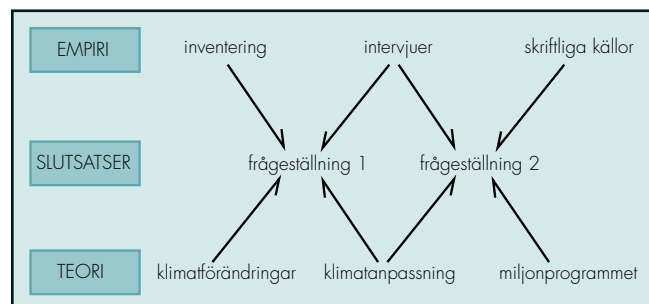 EMPIRI inventering intervjuer skriftliga källor
SLUTSATSER frågeställning 1 frågeställning 2
TEORI klimatförändringar klimatanpassning miljonprogrammet